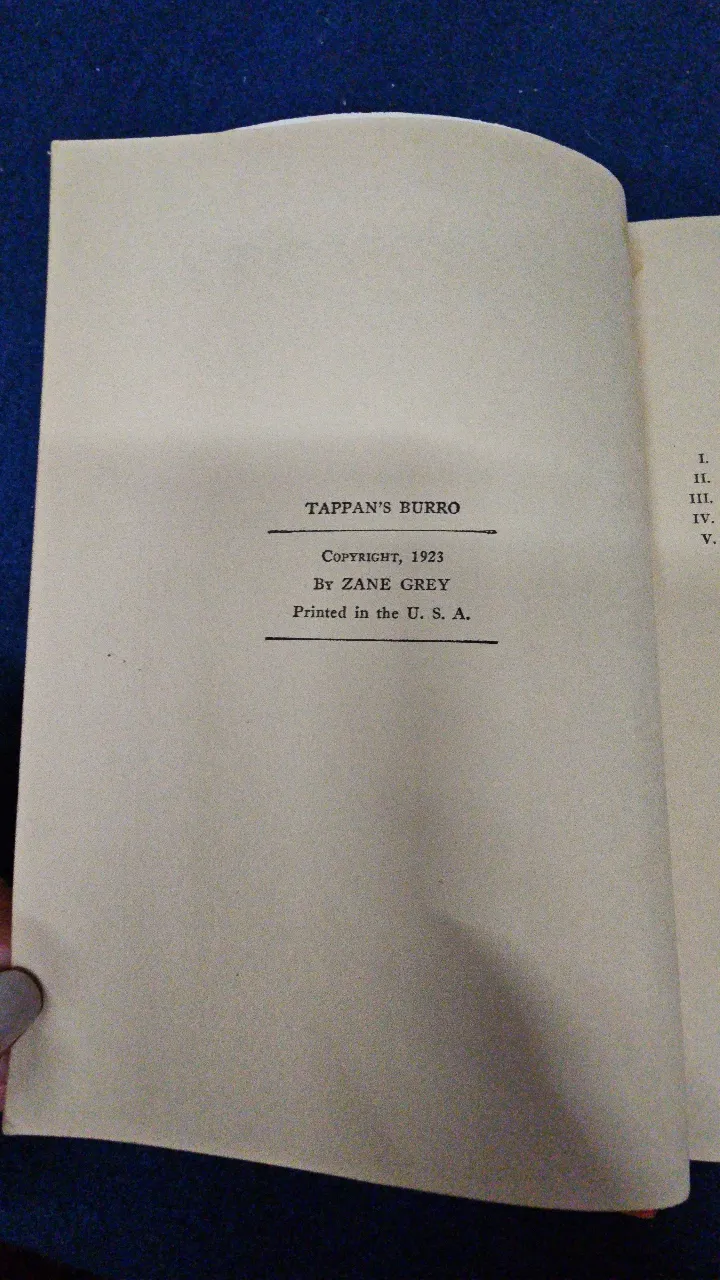 TAPPAN'S BURRO
COPYRIGHT, 1923
BY ZANE GREY
Printed in the U. S. A.
I.
II.
III.
IV.
V.